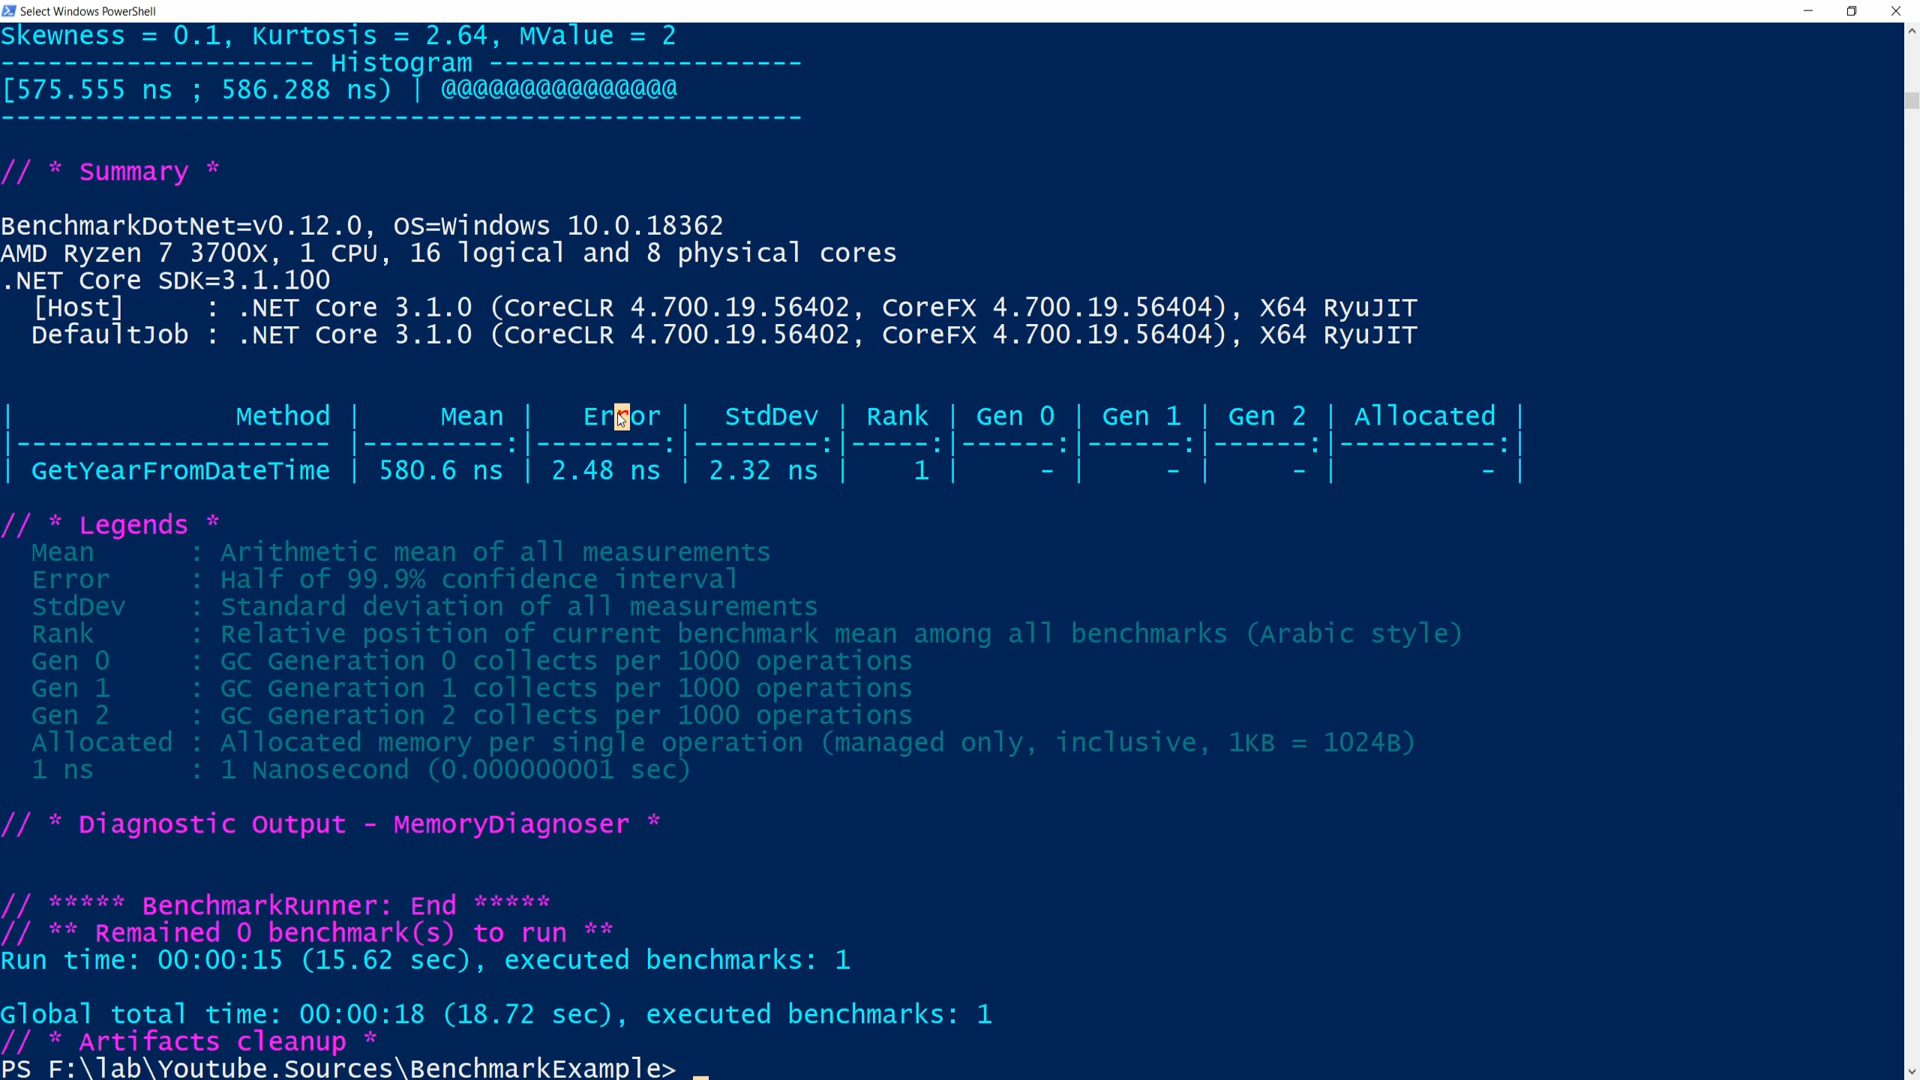 Select Windows PowerShell
Skewness = 0.1, Kurtosis = 2.64, MValue = 2
-------------------- Histogram --------------------
[575.555 ns ; 586.288 ns) | @@@@@@@@@@@@@@@
---------------------------------------------------
// * Summary *
BenchmarkDotNet=v0.12.0, OS=Windows 10.0.18362
AMD Ryzen 7 3700X, 1 CPU, 16 logical and 8 physical cores
.NET Core SDK=3.1.100
  [Host]     : .NET Core 3.1.0 (CoreCLR 4.700.19.56402, CoreFX 4.700.19.56404), X64 RyuJIT
  DefaultJob : .NET Core 3.1.0 (CoreCLR 4.700.19.56402, CoreFX 4.700.19.56404), X64 RyuJIT
|              Method |     Mean |   Error |  StdDev | Rank | Gen 0 | Gen 1 | Gen 2 | Allocated |
|-------------------- |---------:|--------:|--------:|-----:|------:|------:|------:|----------:|
| GetYearFromDateTime | 580.6 ns | 2.48 ns | 2.32 ns |    1 |     - |     - |     - |         - |
// * Legends *
  Mean      : Arithmetic mean of all measurements
  Error     : Half of 99.9% confidence interval
  StdDev    : Standard deviation of all measurements
  Rank      : Relative position of current benchmark mean among all benchmarks (Arabic style)
  Gen 0     : GC Generation 0 collects per 1000 operations
  Gen 1     : GC Generation 1 collects per 1000 operations
  Gen 2     : GC Generation 2 collects per 1000 operations
  Allocated : Allocated memory per single operation (managed only, inclusive, 1KB = 1024B)
  1 ns      : 1 Nanosecond (0.000000001 sec)
// * Diagnostic Output - MemoryDiagnoser *
// ***** BenchmarkRunner: End *****
// ** Remained 0 benchmark(s) to run **
Run time: 00:00:15 (15.62 sec), executed benchmarks: 1
Global total time: 00:00:18 (18.72 sec), executed benchmarks: 1
// * Artifacts cleanup *
PS F:\lab\Youtube.Sources\BenchmarkExample>